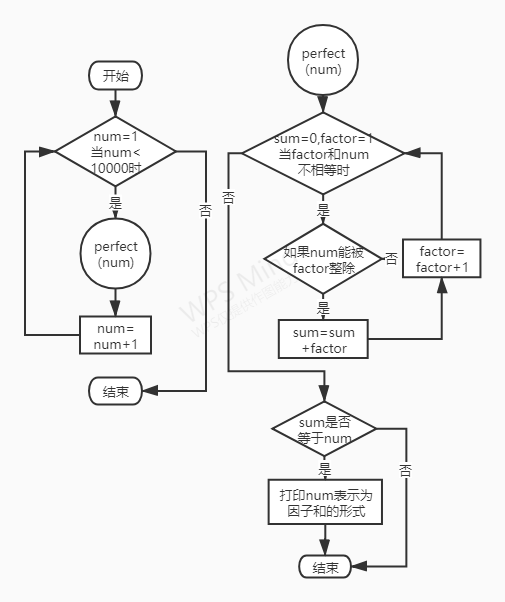 开始
num=1
当num<
10000时
是
否
perfect
(num)
num=
num+1
结束
perfect
(num)
sum=0,factor=1
当factor和num
不相等时
否
是
如果num能被
factor整除
否
factor=
factor+1
是
sum=sum
+factor
sum是否
等于num
是
否
打印num表示为
因子和的形式
结束